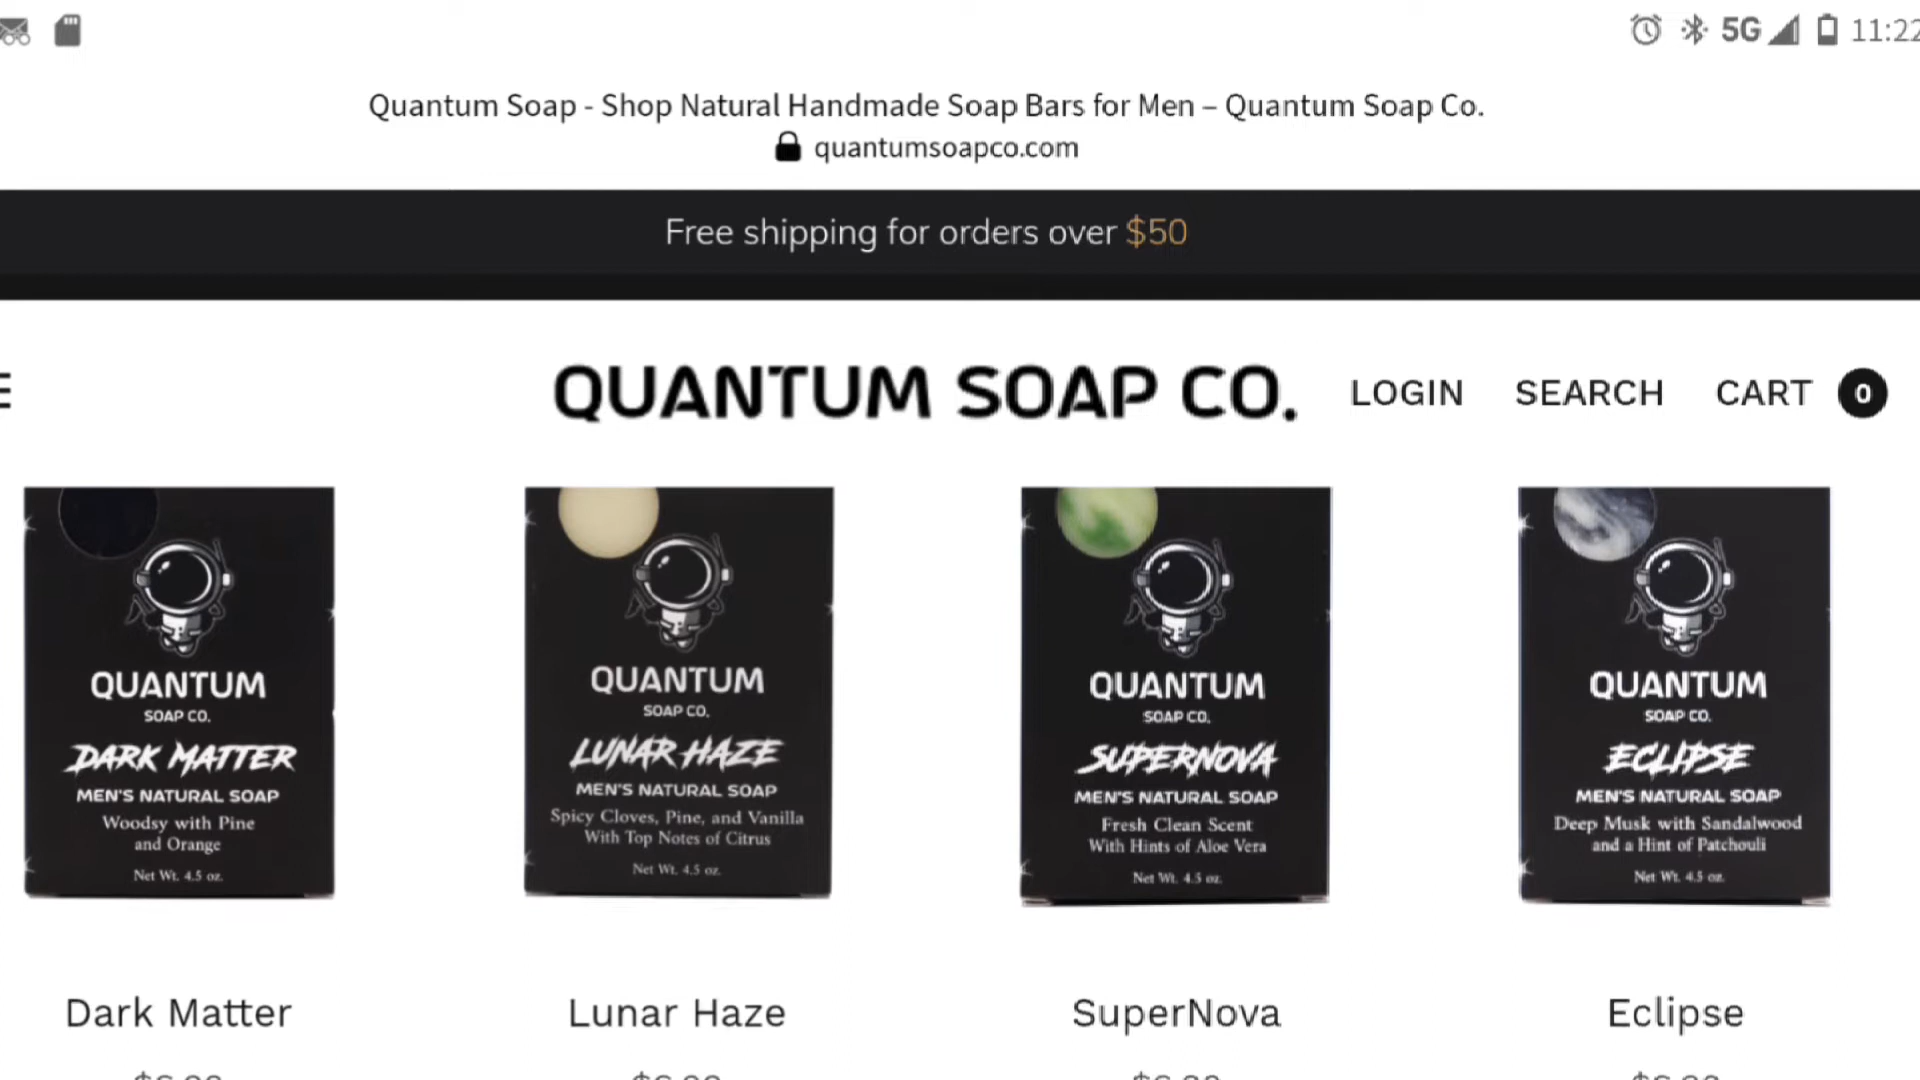 5G 11:22
Quantum Soap - Shop Natural Handmade Soap Bars for Men – Quantum Soap Co.
quantumsoapco.com
Free shipping for orders over $50
QUANTUM SOAP CO.
LOGIN SEARCH CART 0
QUANTUM
SOAP CO.
DARK MATTER
MEN'S NATURAL SOAP
Woodsy with Pine
and Orange
Net Wt. 4.5 oz.
QUANTUM
SOAP CO.
LUNAR HAZE
MEN'S NATURAL SOAP
Spicy Cloves, Pine, and Vanilla
With Top Notes of Citrus
Net Wt. 4.5 oz.
QUANTUM
SOAP CO.
SUPERNOVA
MEN'S NATURAL SOAP
Fresh Clean Scent
With Hints of Aloe Vera
Net Wt. 4.5 oz.
QUANTUM
SOAP CO.
ECLIPSE
MEN'S NATURAL SOAP
Deep Musk with Sandalwood
and a Hint of Patchouli
Net Wt. 4.5 oz.
Dark Matter
Lunar Haze
SuperNova
Eclipse